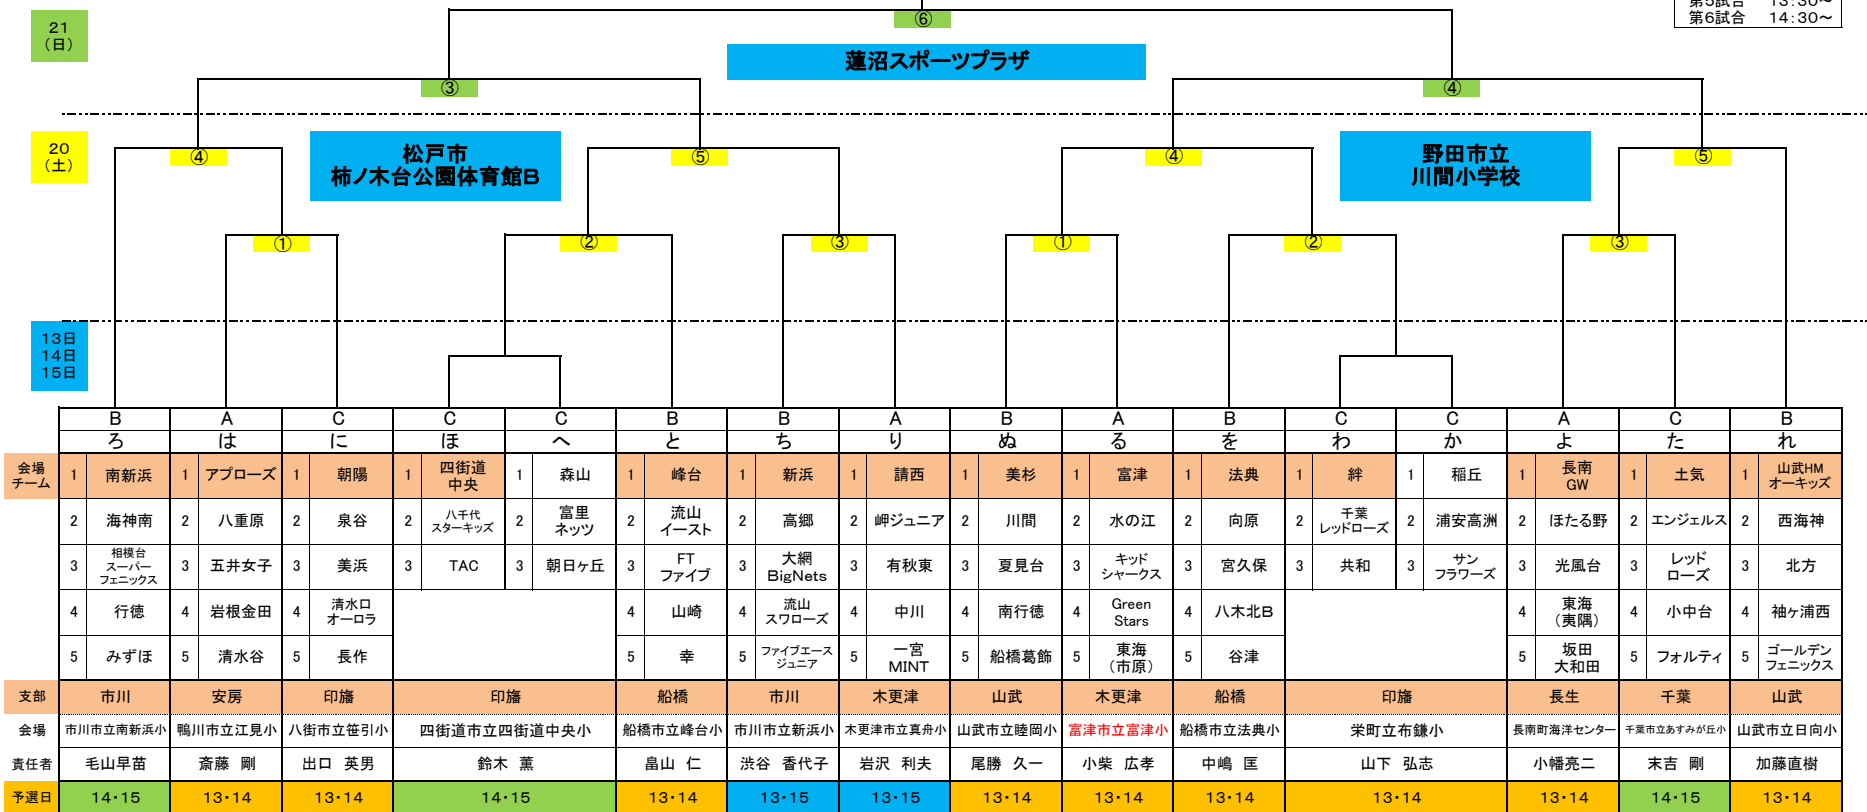 第5試合 13:30～
第6試合 14:30～
⑥
21
（日）
蓮沼スポーツプラザ
③ ④
20
（土）
④ ⑤ ④ ⑤
松戸市
柿ノ木台公園体育館B
野田市立
川間小学校
① ② ③ ① ② ③
13日
14日
15日
B A C C C B B A B A B C C A C B
ろ は に ほ へ と ち り ぬ る を わ か よ た れ
会場
チーム
1 南新浜 1 アプローズ 1 朝陽 1 四街道
中央 1 森山 1 峰台 1 新浜 1 請西 1 美杉 1 富津 1 法典 1 絆 1 稲丘 1 長南
GW 1 土気 1 山武HM
オーキッズ
2 海神南 2 八重原 2 泉谷 2 八千代
スターキッズ 2 富里
ネッツ 2 流山
イースト 2 高郷 2 岬ジュニア 2 川間 2 水の江 2 向原 2 千葉
レッドローズ 2 浦安高洲 2 ほたる野 2 エンジェルス 2 西海神
3 相模台
スーパー
フェニックス 3 五井女子 3 美浜 3 TAC 3 朝日ヶ丘 3 FT
ファイブ 3 大網
BigNets 3 有秋東 3 夏見台 3 キッド
シャークス 3 宮久保 3 共和 3 サン
フラワーズ 3 光風台 3 レッド
ローズ 3 北方
4 行徳 4 岩根金田 4 清水口
オーロラ 4 山崎 4 流山
スワローズ 4 中川 4 南行徳 4 Green
Stars 4 八木北B 4 東海
（夷隅） 4 小中台 4 袖ヶ浦西
5 みずほ 5 清水谷 5 長作 5 幸 5 ファイブエース
ジュニア 5 一宮
MINT 5 船橋葛飾 5 東海
（市原） 5 谷津 5 坂田
大和田 5 フォルティ 5 ゴールデン
フェニックス
支部 市川 安房 印旛 印旛 船橋 市川 木更津 山武 木更津 船橋 印旛 長生 千葉 山武
会場 市川市立南新浜小 鴨川市立江見小 八街市立笹引小 四街道市立四街道中央小 船橋市立峰台小 市川市立新浜小 木更津市立真舟小 山武市立睦岡小 富津市立富津小 船橋市立法典小 栄町立布鎌小 長南町海洋センター 千葉市立あすみが丘小 山武市立日向小
責任者 毛山早苗 斎藤 剛 出口 英男 鈴木 薫 畠山 仁 渋谷 香代子 岩沢 利夫 尾勝 久一 小柴 広孝 中嶋 匡 山下 弘志 小幡亮二 末吉 剛 加藤直樹
予選日 14・15 13・14 13・14 14・15 13・14 13・15 13・15 13・14 13・14 13・14 13・14 13・14 14・15 13・14